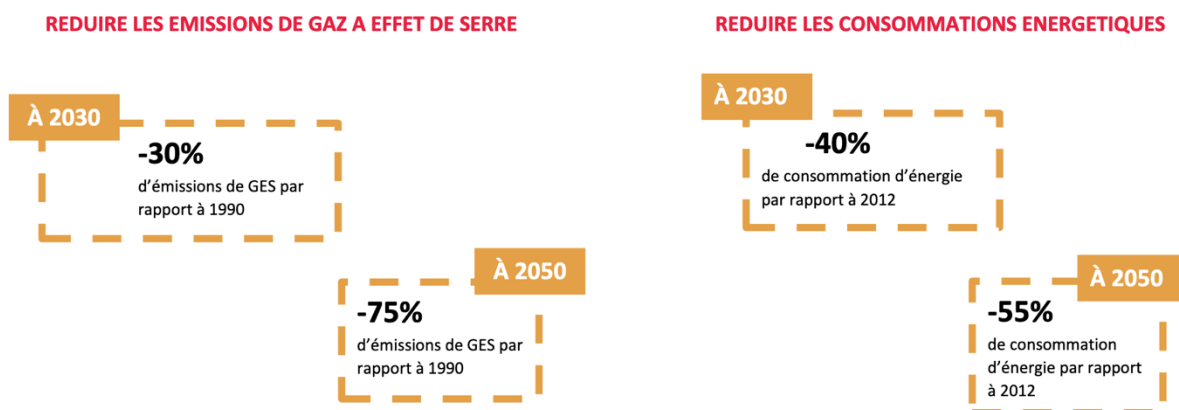 REDUIRE LES EMISSIONS DE GAZ A EFFET DE SERRE
À 2030
-30%
d'émissions de GES par
rapport à 1990
À 2050
-75%
d'émissions de GES par
rapport à 1990
REDUIRE LES CONSOMMATIONS ENERGETIQUES
À 2030
-40%
de consommation d'énergie
par rapport à 2012
À 2050
-55%
de consommation
d'énergie par rapport
à 2012